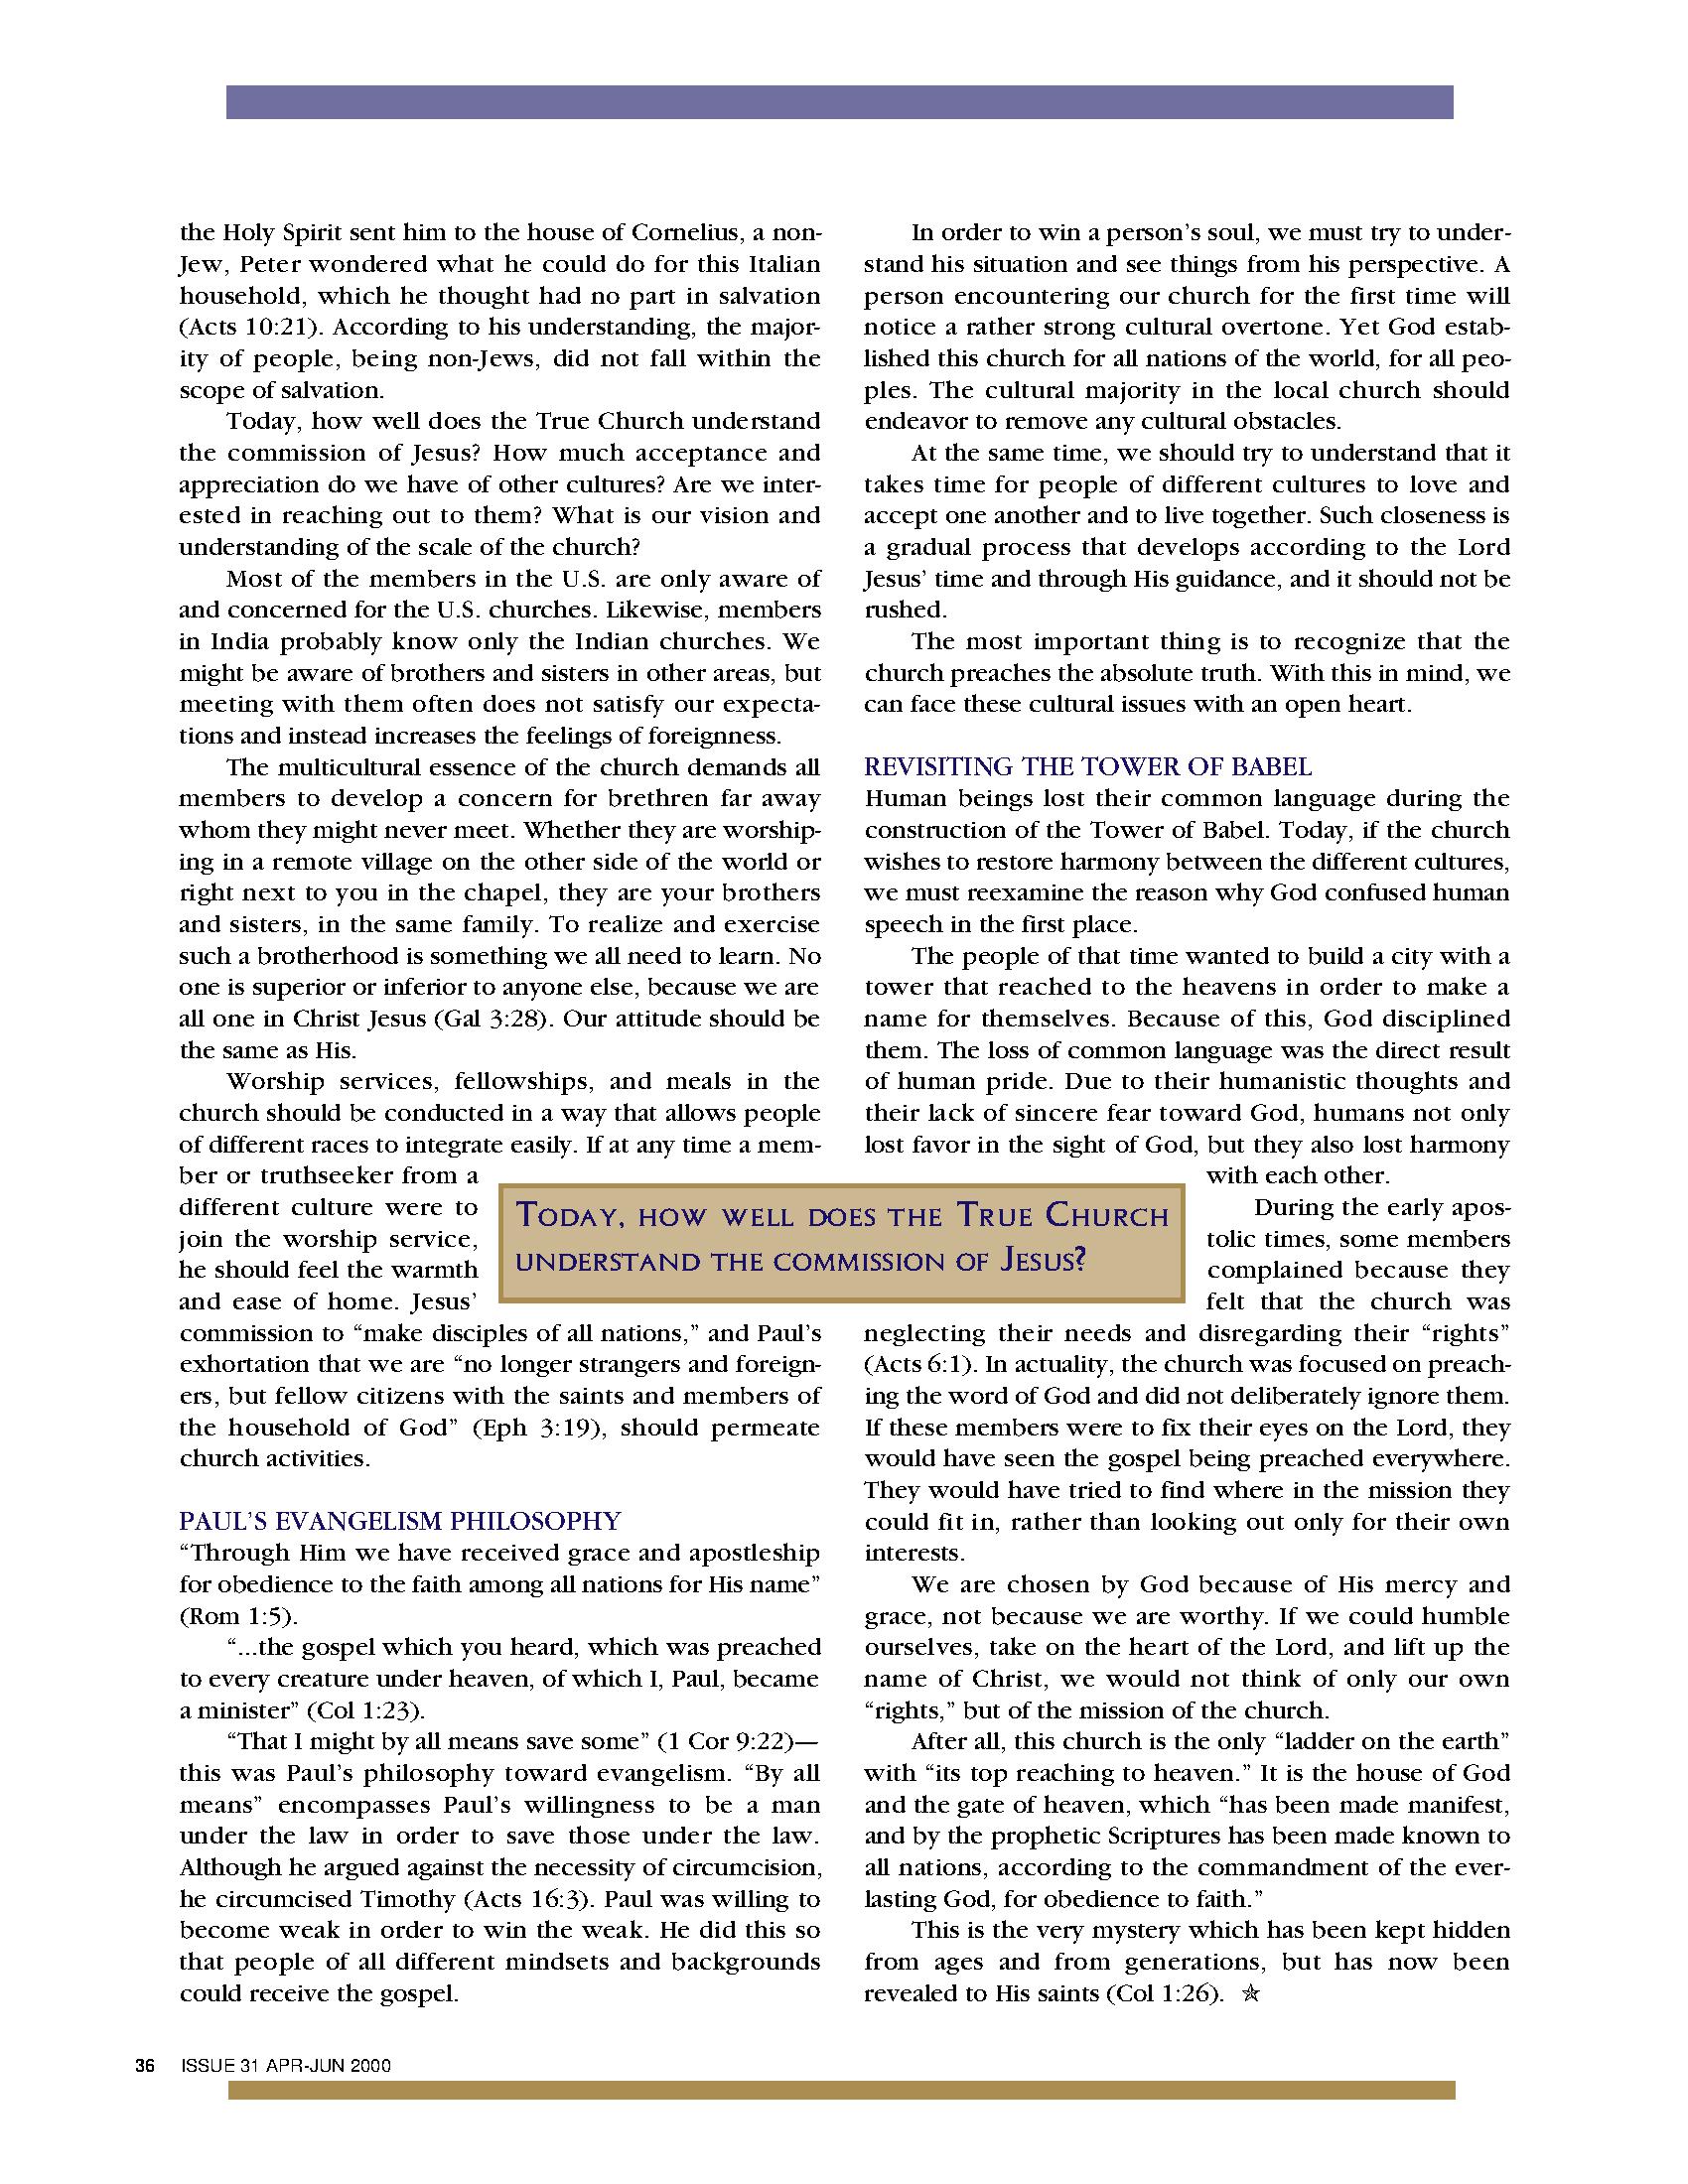 the Holy Spirit sent him to the house of Cornelius, a non-
Jew, Peter wondered what he could do for this Italian
household, which he thought had no part in salvation
(Acts 10:21). According to his understanding, the major-
ity of people, being non-Jews, did not fall within the
scope of salvation.
Today, how well does the True Church understand
the commission of Jesus? How much acceptance and
appreciation do we have of other cultures? Are we inter-
ested in reaching out to them? What is our vision and
understanding of the scale of the church?
Most of the members in the U.S. are only aware of
and concerned for the U.S. churches. Likewise, members
in India probably know only the Indian churches. We
might be aware of brothers and sisters in other areas, but
meeting with them often does not satisfy our expecta-
tions and instead increases the feelings of foreignness.
The multicultural essence of the church demands all
members to develop a concern for brethren far away
whom they might never meet. Whether they are worship-
ing in a remote village on the other side of the world or
right next to you in the chapel, they are your brothers
and sisters, in the same family. To realize and exercise
such a brotherhood is something we all need to learn. No
one is superior or inferior to anyone else, because we are
all one in Christ Jesus (Gal 3:28). Our attitude should be
the same as His.
Worship services, fellowships, and meals in the
church should be conducted in a way that allows people
of different races to integrate easily. If at any time a mem-
ber or truthseeker from a
different culture were to
join the worship service,
he should feel the warmth
and ease of home. Jesus’
commission to “make disciples of all nations,” and Paul’s
exhortation that we are “no longer strangers and foreign-
ers, but fellow citizens with the saints and members of
the household of God” (Eph 3:19), should permeate
church activities.
PAUL’S EVANGELISM PHILOSOPHY
“Through Him we have received grace and apostleship
for obedience to the faith among all nations for His name”
(Rom 1:5).
“...the gospel which you heard, which was preached
to every creature under heaven, of which I, Paul, became
a minister” (Col 1:23).
“That I might by all means save some” (1 Cor 9:22)—
this was Paul’s philosophy toward evangelism. “By all
means” encompasses Paul’s willingness to be a man
under the law in order to save those under the law.
Although he argued against the necessity of circumcision,
he circumcised Timothy (Acts 16:3). Paul was willing to
become weak in order to win the weak. He did this so
that people of all different mindsets and backgrounds
could receive the gospel.
TODAY, HOW WELL DOES THE TRUE CHURCH
UNDERSTAND THE COMMISSION OF JESUS?
In order to win a person’s soul, we must try to under-
stand his situation and see things from his perspective. A
person encountering our church for the first time will
notice a rather strong cultural overtone. Yet God estab-
lished this church for all nations of the world, for all peo-
ples. The cultural majority in the local church should
endeavor to remove any cultural obstacles.
At the same time, we should try to understand that it
takes time for people of different cultures to love and
accept one another and to live together. Such closeness is
a gradual process that develops according to the Lord
Jesus’ time and through His guidance, and it should not be
rushed.
The most important thing is to recognize that the
church preaches the absolute truth. With this in mind, we
can face these cultural issues with an open heart.
REVISITING THE TOWER OF BABEL
Human beings lost their common language during the
construction of the Tower of Babel. Today, if the church
wishes to restore harmony between the different cultures,
we must reexamine the reason why God confused human
speech in the first place.
The people of that time wanted to build a city with a
tower that reached to the heavens in order to make a
name for themselves. Because of this, God disciplined
them. The loss of common language was the direct result
of human pride. Due to their humanistic thoughts and
their lack of sincere fear toward God, humans not only
lost favor in the sight of God, but they also lost harmony
with each other.
During the early apos-
tolic times, some members
complained because they
felt that the church was
neglecting their needs and disregarding their “rights”
(Acts 6:1). In actuality, the church was focused on preach-
ing the word of God and did not deliberately ignore them.
If these members were to fix their eyes on the Lord, they
would have seen the gospel being preached everywhere.
They would have tried to find where in the mission they
could fit in, rather than looking out only for their own
interests.
We are chosen by God because of His mercy and
grace, not because we are worthy. If we could humble
ourselves, take on the heart of the Lord, and lift up the
name of Christ, we would not think of only our own
“rights,” but of the mission of the church.
After all, this church is the only “ladder on the earth”
with “its top reaching to heaven.” It is the house of God
and the gate of heaven, which “has been made manifest,
and by the prophetic Scriptures has been made known to
all nations, according to the commandment of the ever-
lasting God, for obedience to faith.”
This is the very mystery which has been kept hidden
from ages and from generations, but has now been
revealed to His saints (Col 1:26). ✯
36 ISSUE 31 APR-JUN 2000